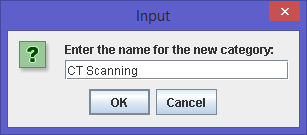 Input
Enter the name for the new category:
CT Scanning
OK Cancel